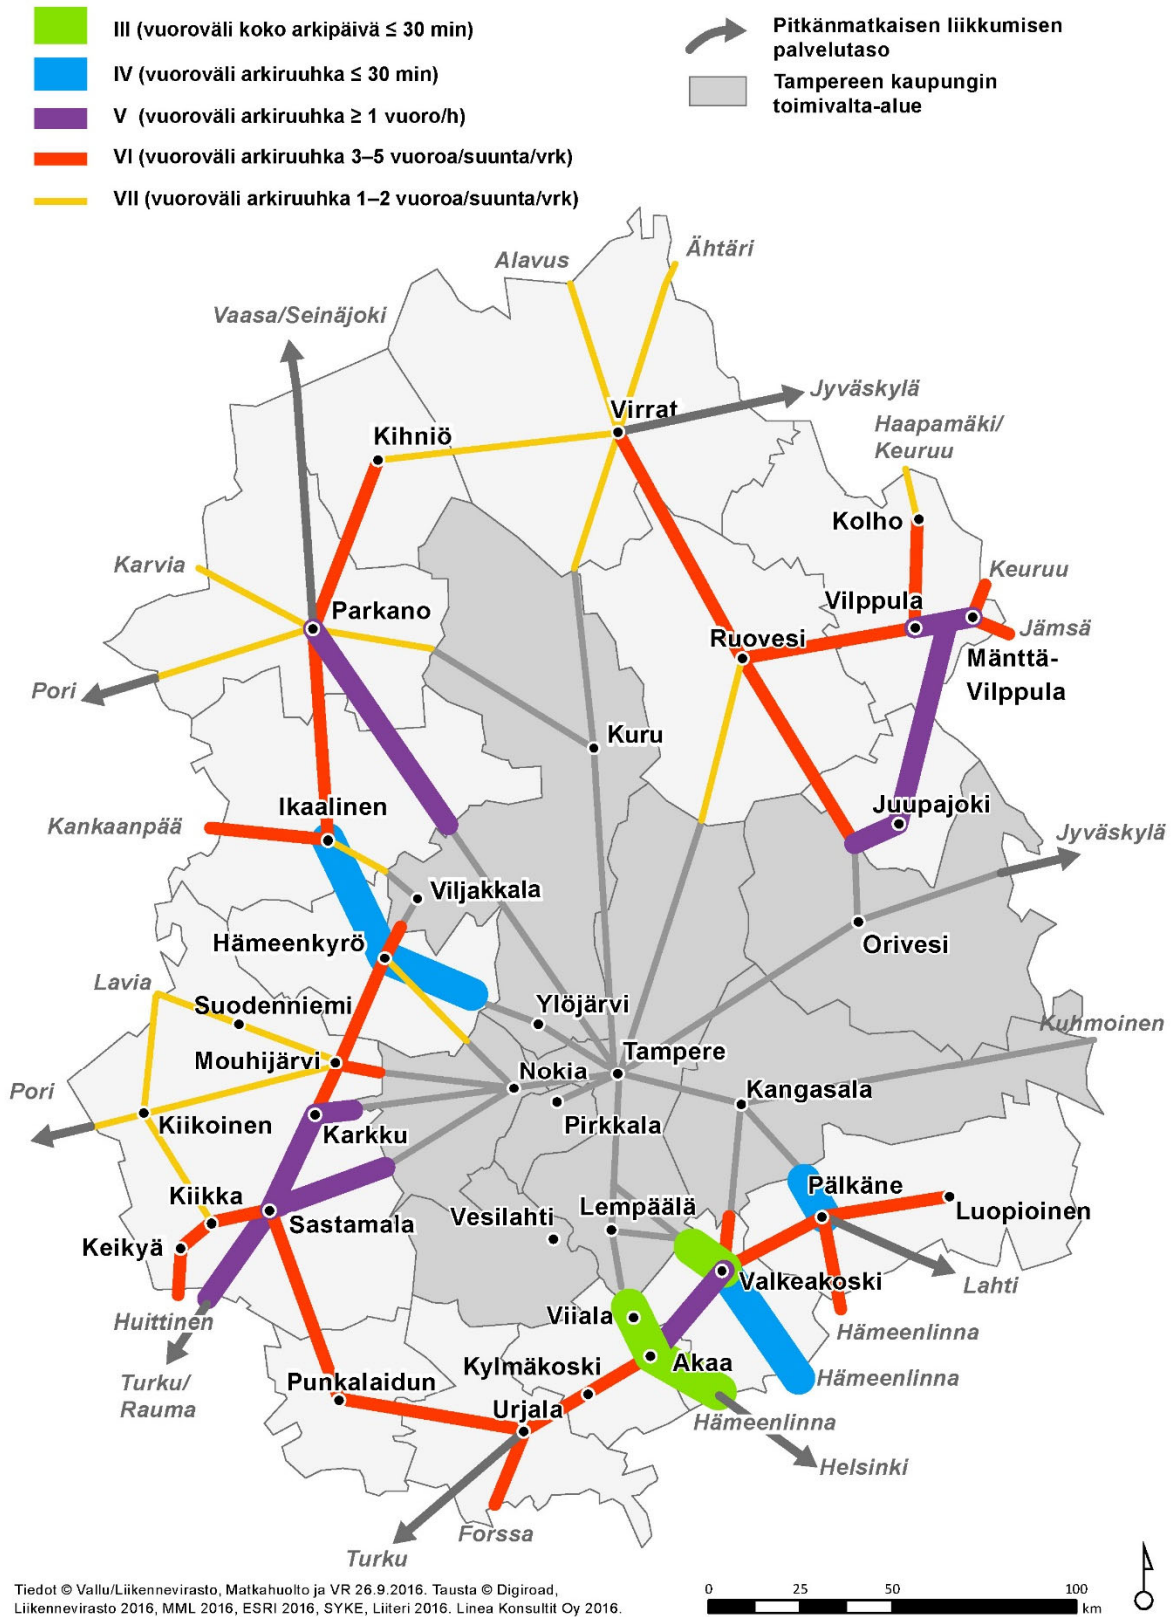 III (vuoroväli koko arkipäivä ≤ 30 min)
IV (vuoroväli arkiruuhka ≤ 30 min)
V (vuoroväli arkiruuhka ≥ 1 vuoro/h)
VI (vuoroväli arkiruuhka 3–5 vuoroa/suunta/vrk)
VII (vuoroväli arkiruuhka 1–2 vuoroa/suunta/vrk)
Pitkänmatkaisen liikkumisen
palvelutaso
Tampereen kaupungin
toimivalta-alue
Alavus
Ähtäri
Vaasa/Seinäjoki
Jyväskylä
Virrat
Kihniö
Haapamäki/
Keuruu
Kolho
Karvia
Keuruu
Parkano
Vilppula
Jämsä
Ruovesi
Mänttä-
Vilppula
Pori
Kuru
Ikaalinen
Juupajoki
Kankaanpää
Jyväskylä
Viljakkala
Hämeenkyrö
Orivesi
Lavia
Suodenniemi
Ylöjärvi
Kuhmoinen
Mouhijärvi
Tampere
Nokia
Kangasala
Pori
Kiikoinen
Karkku
Pirkkala
Kiikka
Pälkäne
Sastamala
Vesilahti
Lempäälä
Luopioinen
Keikyä
Valkeakoski
Lahti
Huittinen
Viiala
Hämeenlinna
Turku/
Rauma
Kylmäkoski
Akaa
Hämeenlinna
Punkalaidun
Urjala
Hämeenlinna
Helsinki
Forssa
Turku
Tiedot © Vallu/Liikennevirasto, Matkahuolto ja VR 26.9.2016. Tausta © Digiroad,
Liikennevirasto 2016, MML 2016, ESRI 2016, SYKE, Liiteri 2016. Linea Konsultit Oy 2016.
0 25 50 100
km